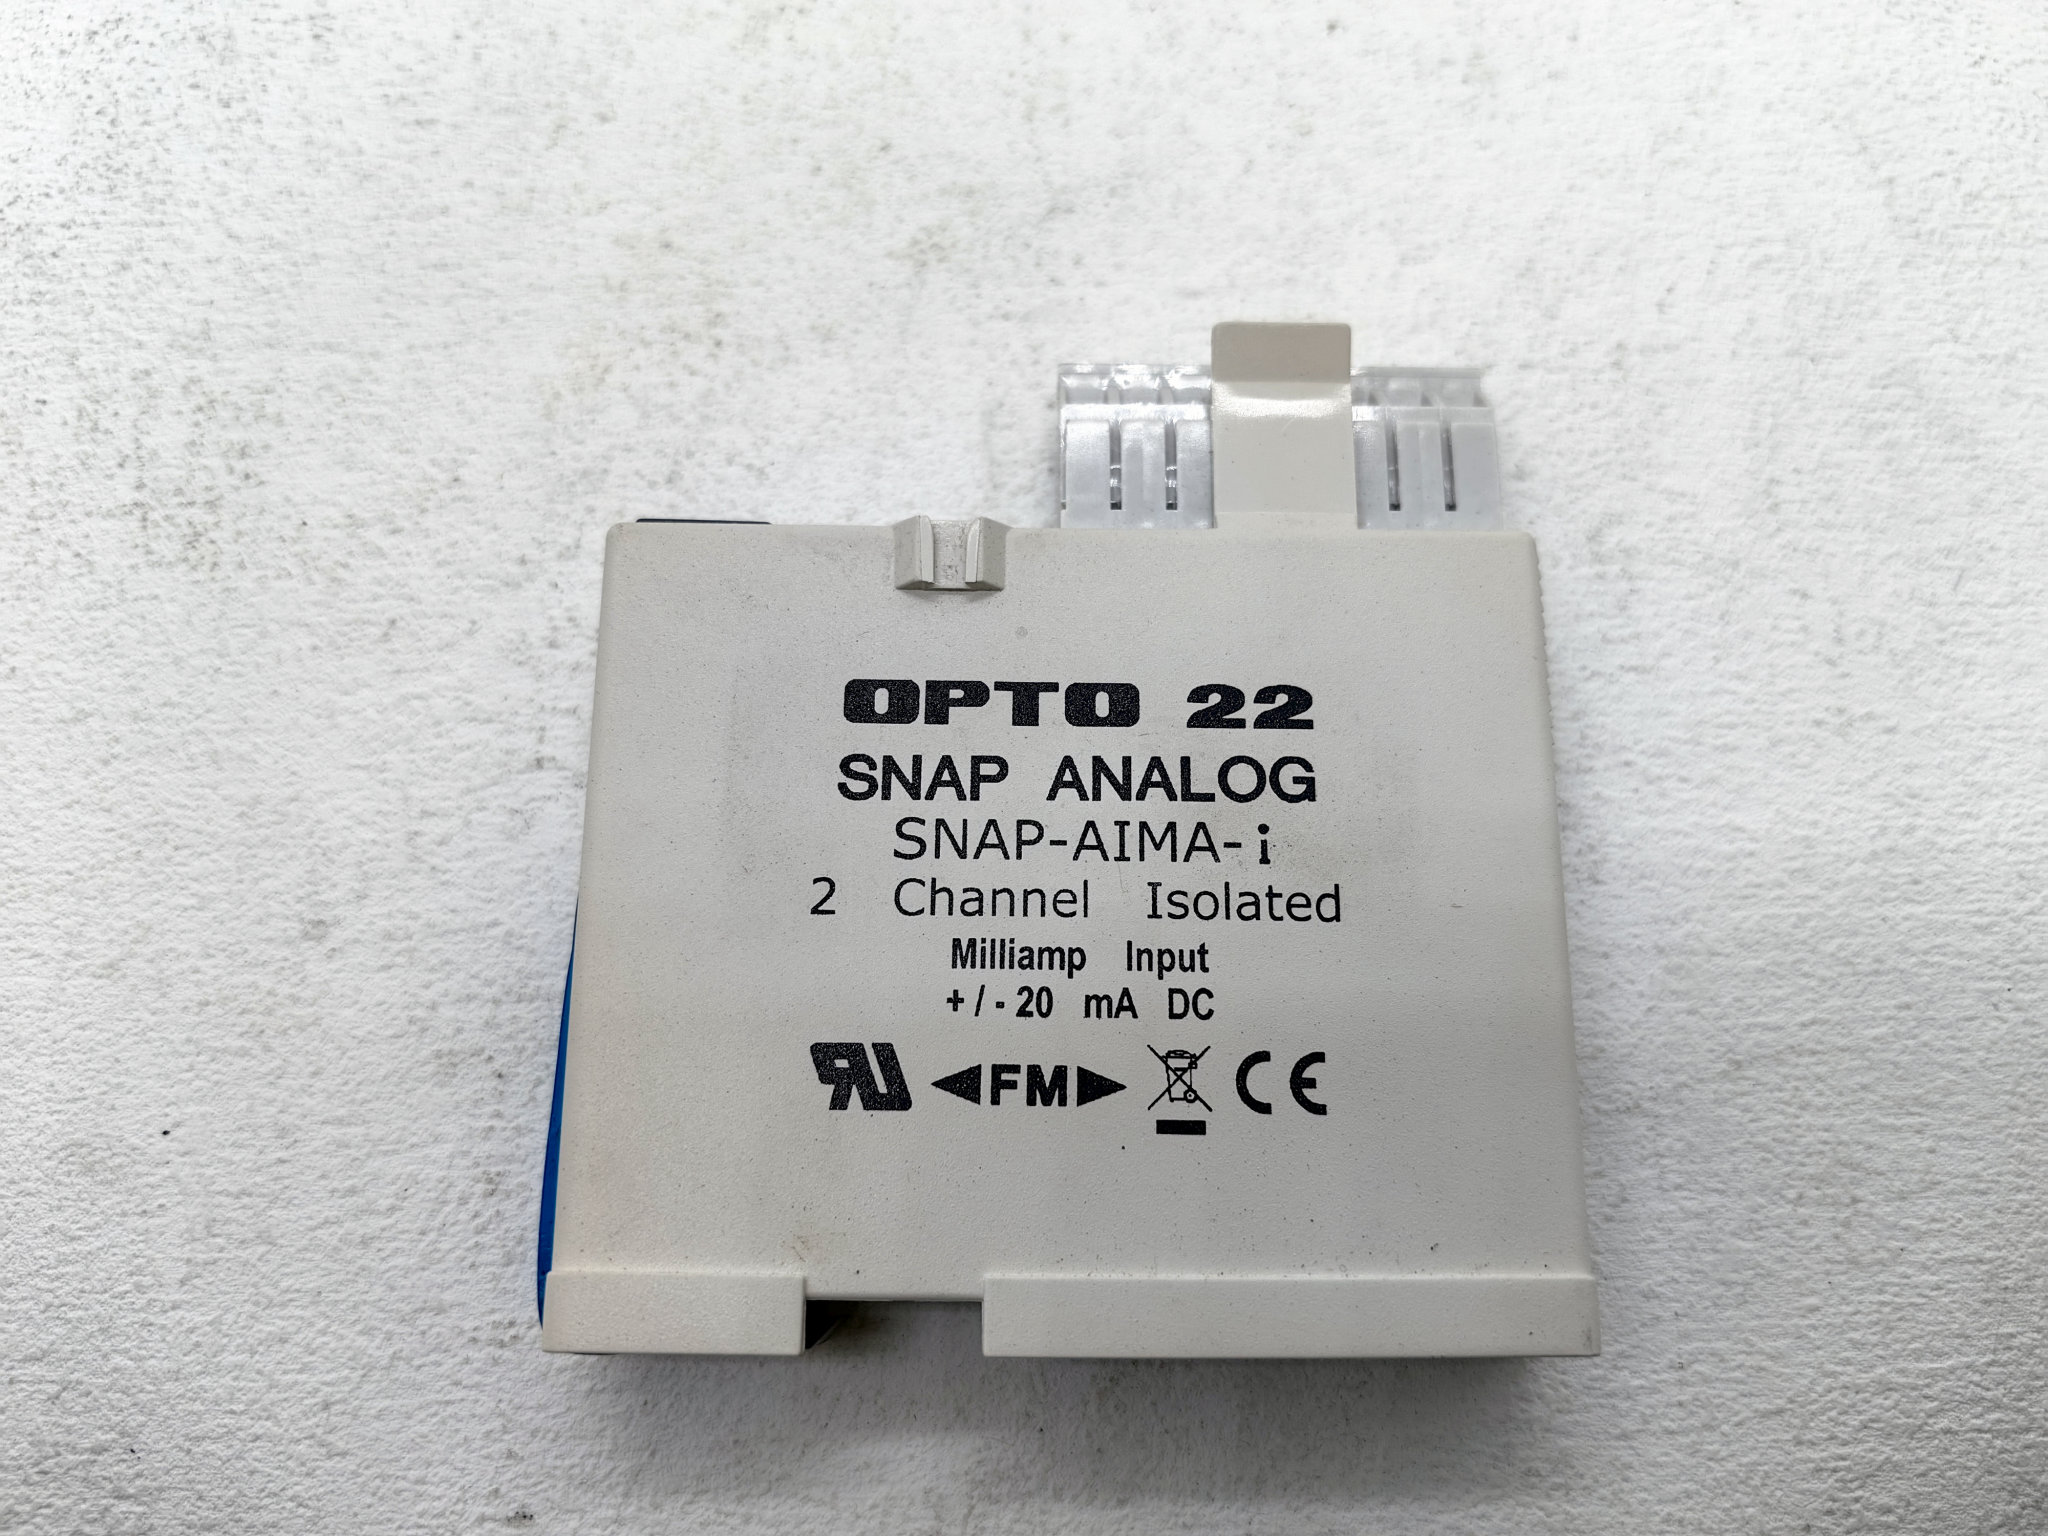 OPTO 22
SNAP ANALOG
SNAP-AIMA-i
2 Channel Isolated
Milliamp Input
+/-20 mA DC
FM CE